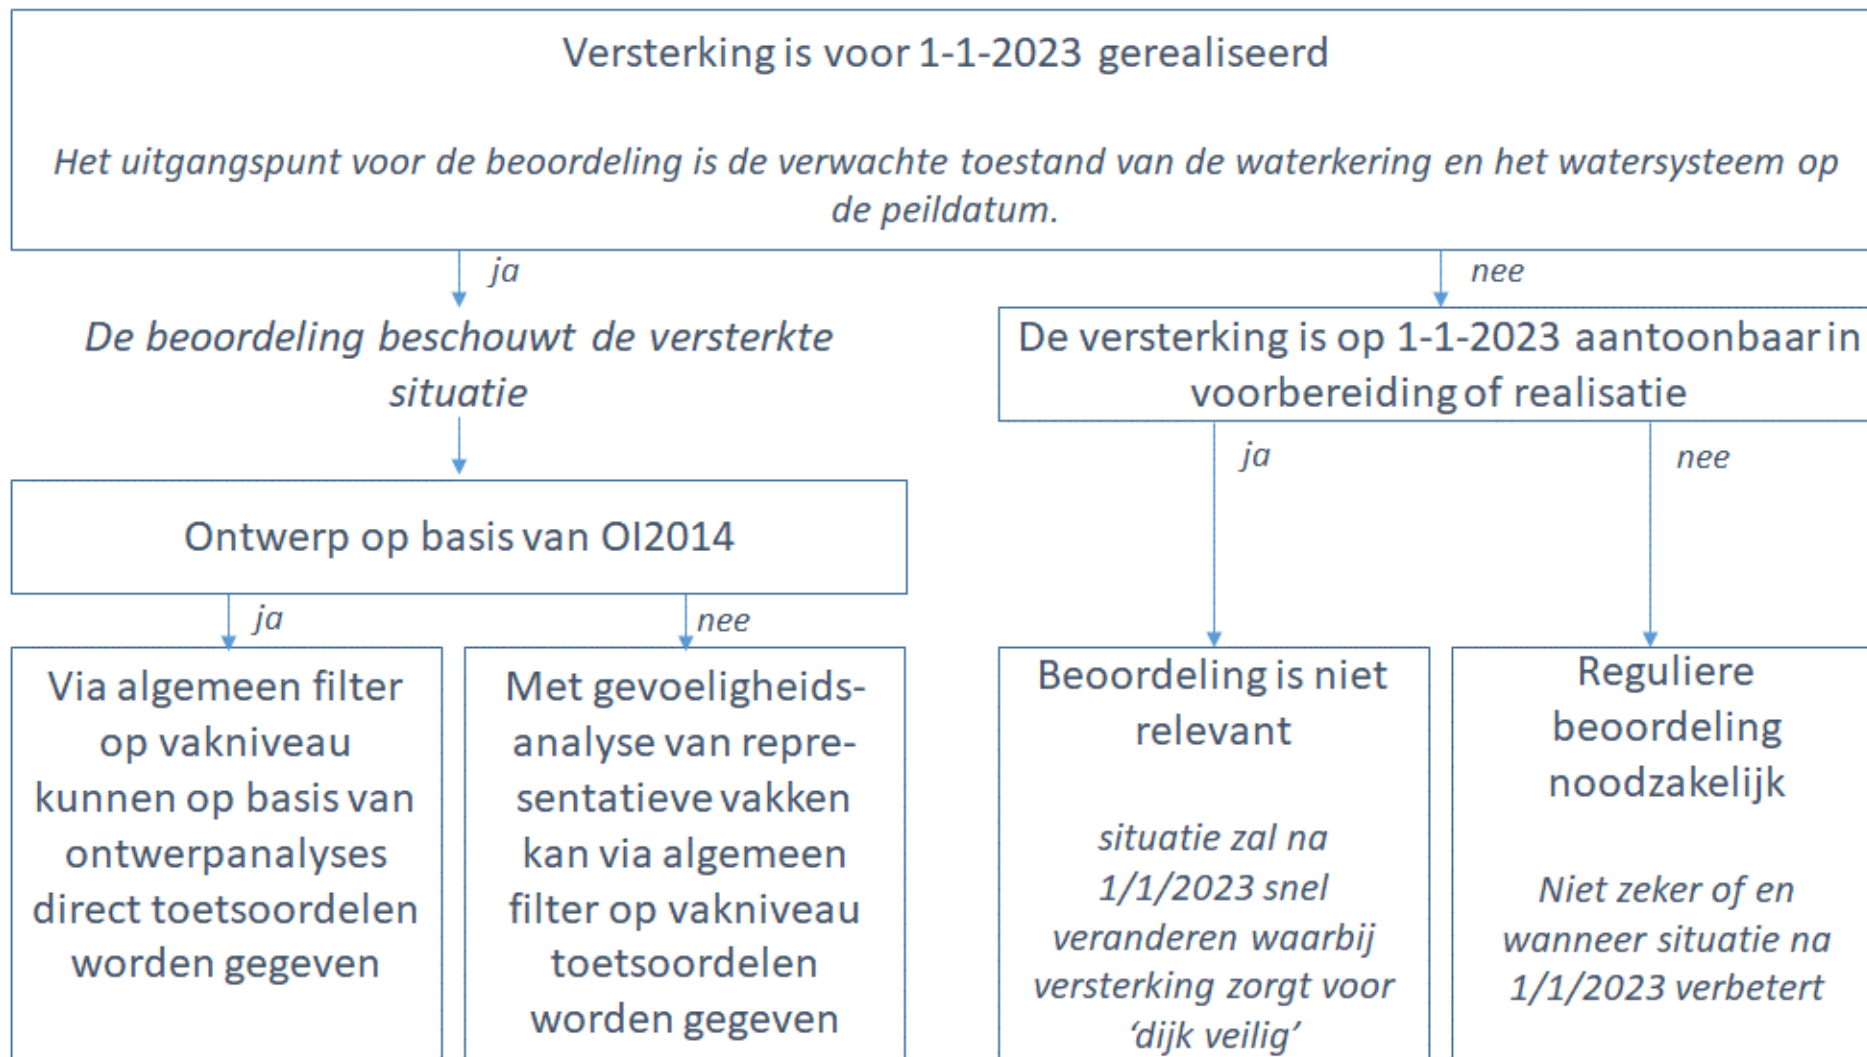 Versterking is voor 1-1-2023 gerealiseerd
Het uitgangspunt voor de beoordeling is de verwachte toestand van de waterkering en het watersysteem op
de peildatum.
ja
nee
De beoordeling beschouwt de versterkte
situatie
De versterking is op 1-1-2023 aantoonbaar in
voorbereiding of realisatie
ja
nee
Ontwerp op basis van OI2014
ja
nee
Via algemeen filter
op vakniveau
kunnen op basis van
ontwerpanalyses
direct toetsoordelen
worden gegeven
Met gevoeligheids-
analyse van repre-
sentatieve vakken
kan via algemeen
filter op vakniveau
toetsoordelen
worden gegeven
Beoordeling is niet
relevant
situatie zal na
1/1/2023 snel
veranderen waarbij
versterking zorgt voor
‘dijk veilig’
Reguliere
beoordeling
noodzakelijk
Niet zeker of en
wanneer situatie na
1/1/2023 verbetert